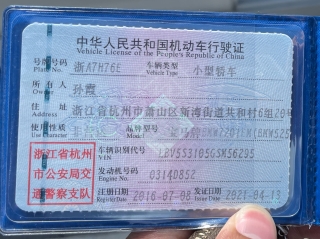 中华人民共和国机动车行驶证
Vehicle License of the People's Republic of China
号牌号码 浙A7H76E 车辆类型 小型轿车
Plate No. Vehicle Type
所有人 孙霞
Owner
住址 浙江省杭州市萧山区新湾街道共和村6组20号
Address
使用性质 品牌型号
浙江省杭州
市公安局交
通警察支队
车辆识别代号
VIN
发动机号码 03140852
Engine No.
注册日期 2016-07-08 发证日期 2021-04-13